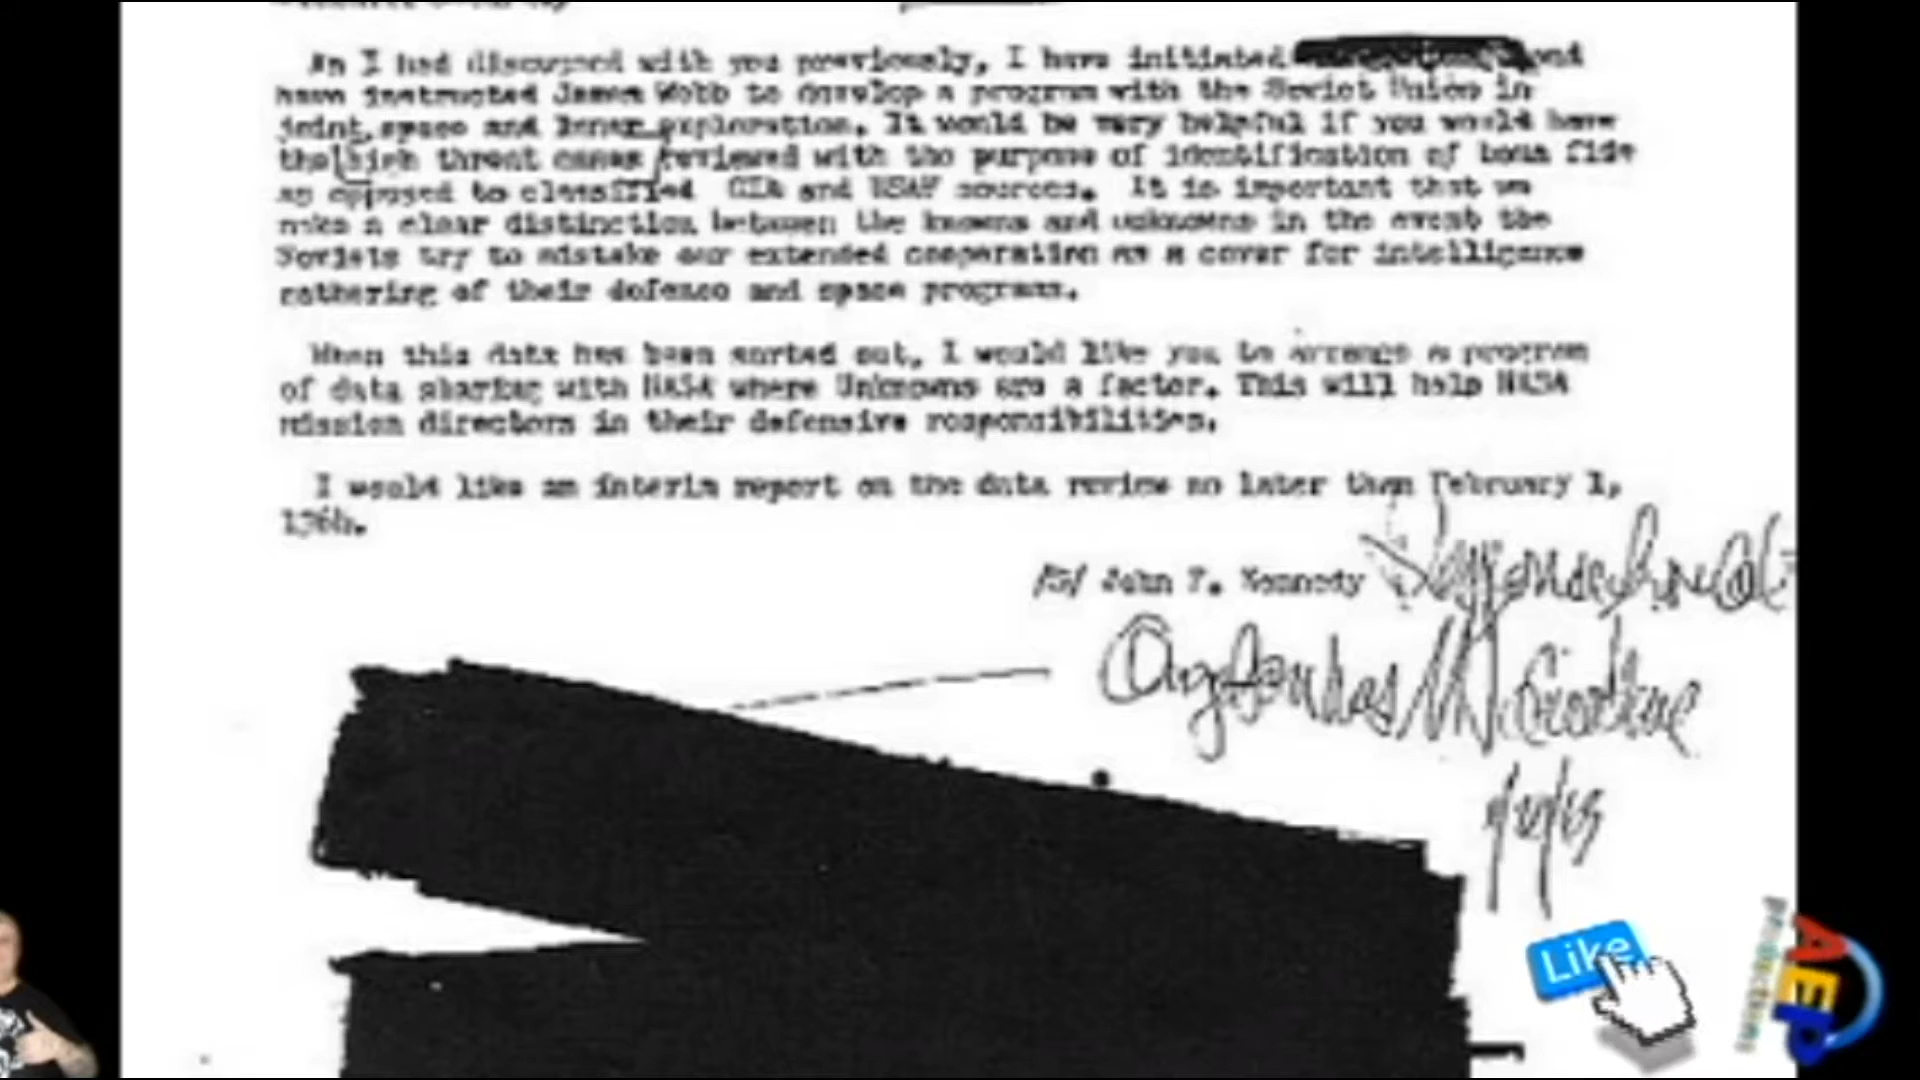 As I had discussed with you previously, I have initiated and
have instructed James Webb to develop a program with the Soviet Union in
joint space and lunar exploration. It would be very helpful if you would have
the high threat cases reviewed with the purpose of identification of bona fide
as opposed to classified CIA and USAF sources. It is important that we
make a clear distinction between the knowns and unknowns in the event the
Soviets try to mistake our extended cooperation as a cover for intelligence
gathering of their defence and space programs.
When this data has been sorted out, I would like you to arrange a program
of data sharing with NASA where Unknowns are a factor. This will help NASA
mission directors in their defensive responsibilities.
I would like an interim report on the data review no later than February 1,
1964.
/S/ John F. Kennedy
Like
AEP
productions